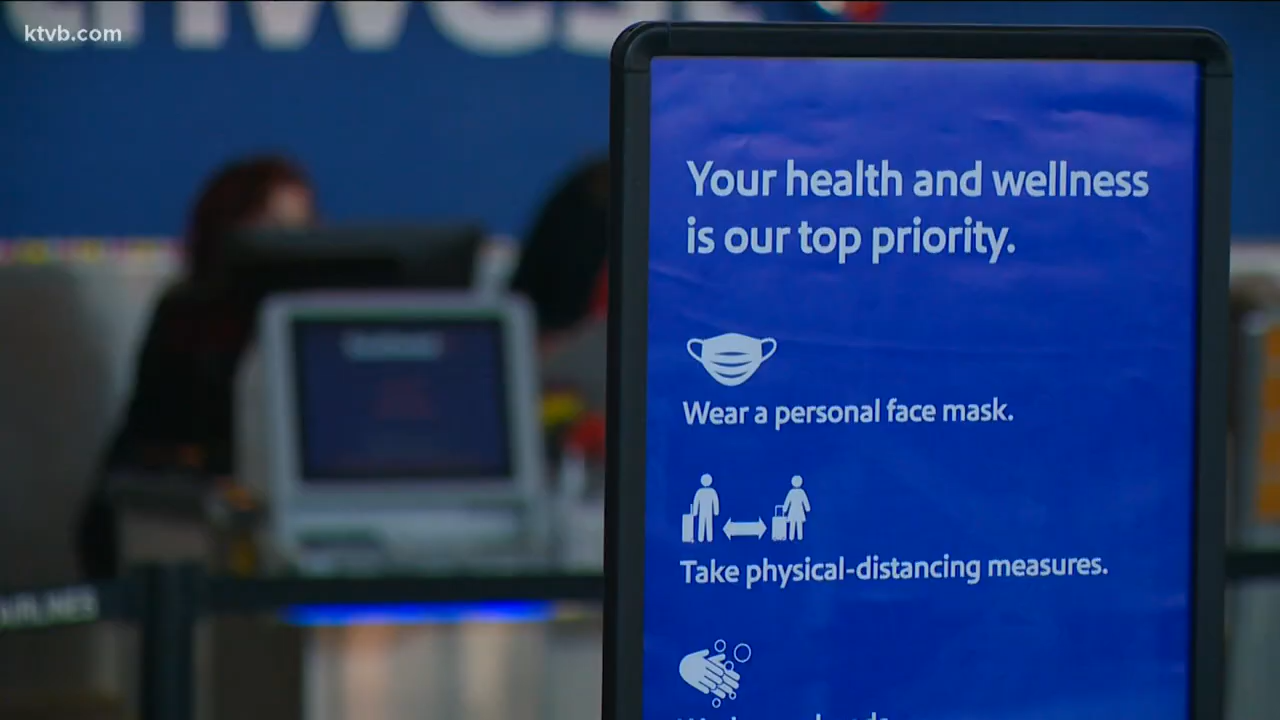 ktvb.com
Your health and wellness
is our top priority.
Wear a personal face mask.
Take physical-distancing measures.